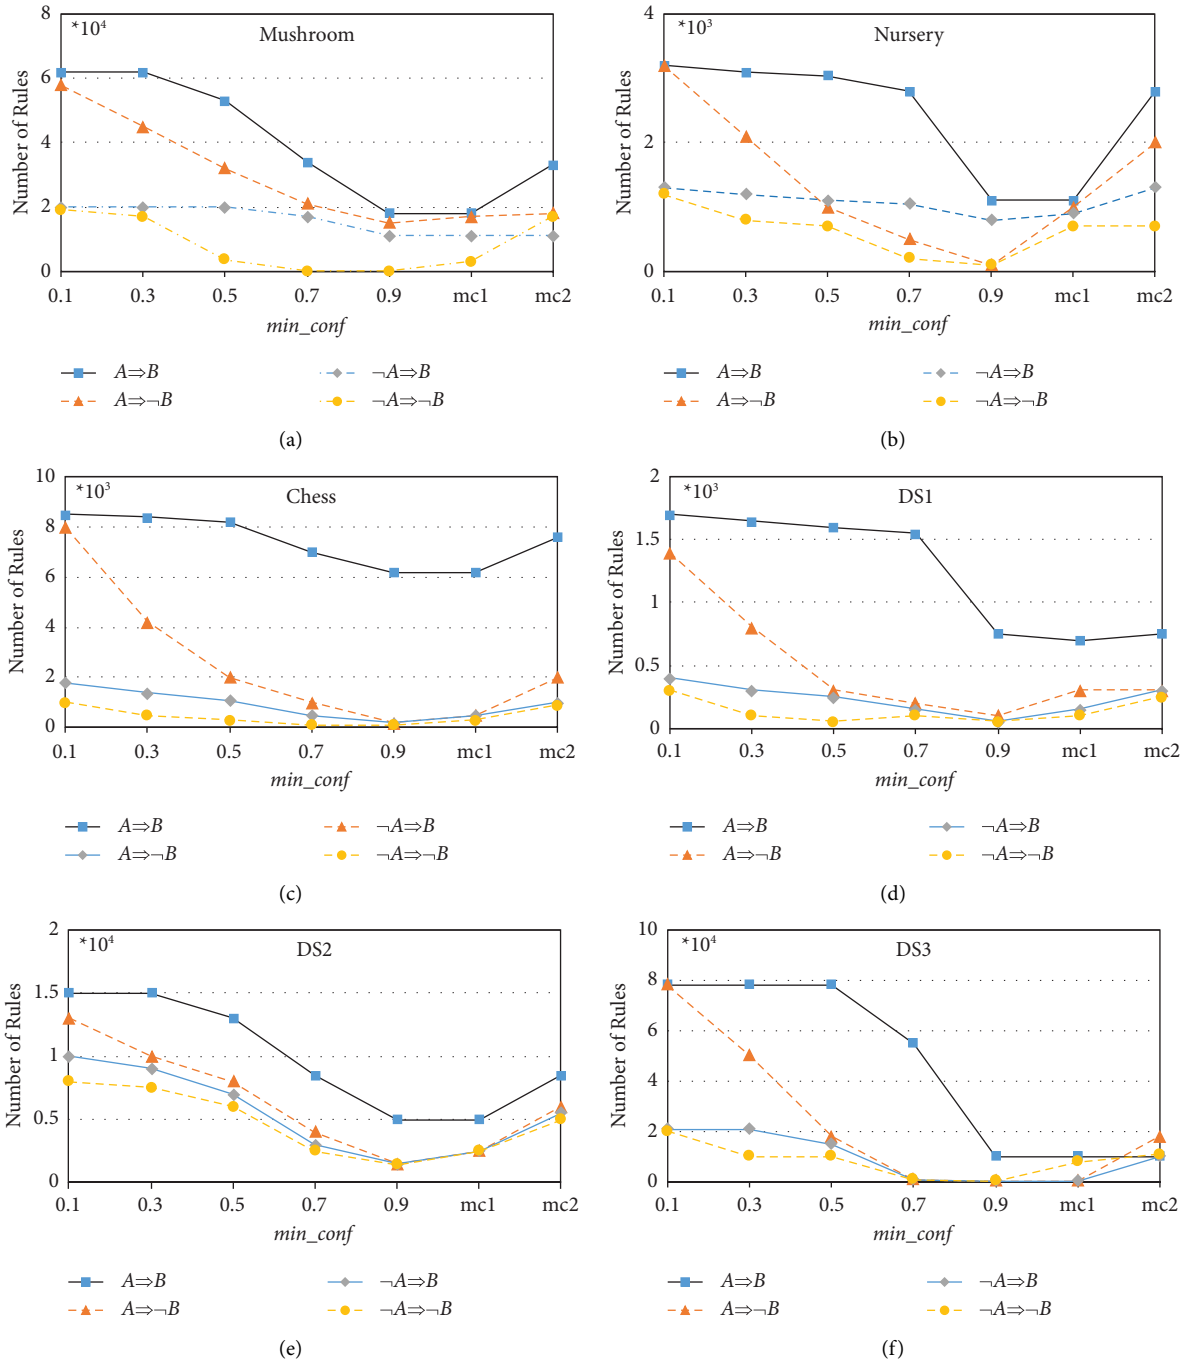 *10⁴
Mushroom
Number of Rules
8
6
4
2
0
0.1 0.3 0.5 0.7 0.9 mc1 mc2
min_conf
A⇒B ¬A⇒B
A⇒¬B ¬A⇒¬B
(a)
*10³
Nursery
Number of Rules
4
2
0
0.1 0.3 0.5 0.7 0.9 mc1 mc2
min_conf
A⇒B ¬A⇒B
A⇒¬B ¬A⇒¬B
(b)
*10³
Chess
Number of Rules
10
8
6
4
2
0
0.1 0.3 0.5 0.7 0.9 mc1 mc2
min_conf
A⇒B ¬A⇒B
A⇒¬B ¬A⇒¬B
(c)
*10³
DS1
Number of Rules
2
1.5
1
0.5
0
0.1 0.3 0.5 0.7 0.9 mc1 mc2
min_conf
A⇒B ¬A⇒B
A⇒¬B ¬A⇒¬B
(d)
*10⁴
DS2
Number of Rules
2
1.5
1
0.5
0
0.1 0.3 0.5 0.7 0.9 mc1 mc2
min_conf
A⇒B ¬A⇒B
A⇒¬B ¬A⇒¬B
(e)
*10⁴
DS3
Number of Rules
10
8
6
4
2
0
0.1 0.3 0.5 0.7 0.9 mc1 mc2
min_conf
A⇒B ¬A⇒B
A⇒¬B ¬A⇒¬B
(f)